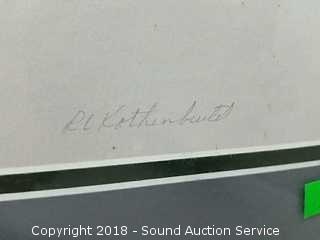 RL Kothenbeutel
Copyright 2018 - Sound Auction Service